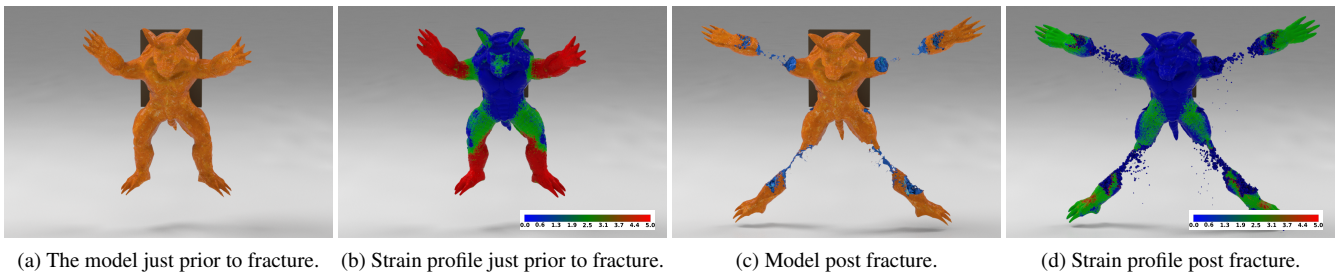 0.0 0.6 1.3 1.9 2.5 3.1 3.7 4.4 5.0
0.0 0.6 1.3 1.9 2.5 3.1 3.7 4.4 5.0
(a) The model just prior to fracture.
(b) Strain profile just prior to fracture.
(c) Model post fracture.
(d) Strain profile post fracture.